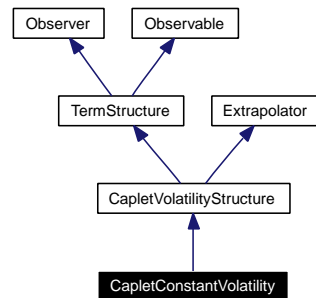 Observer
Observable
TermStructure
Extrapolator
CapletVolatilityStructure
CapletConstantVolatility